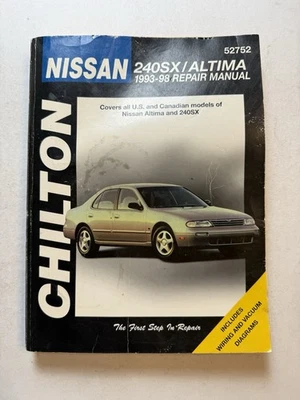 52752
NISSAN
240SX/ALTIMA
1993-98 REPAIR MANUAL
Covers all U.S. and Canadian models of
Nissan Altima and 240SX
CHILTON
INCLUDES
WIRING AND VACUUM
DIAGRAMS
The First Step In Repair